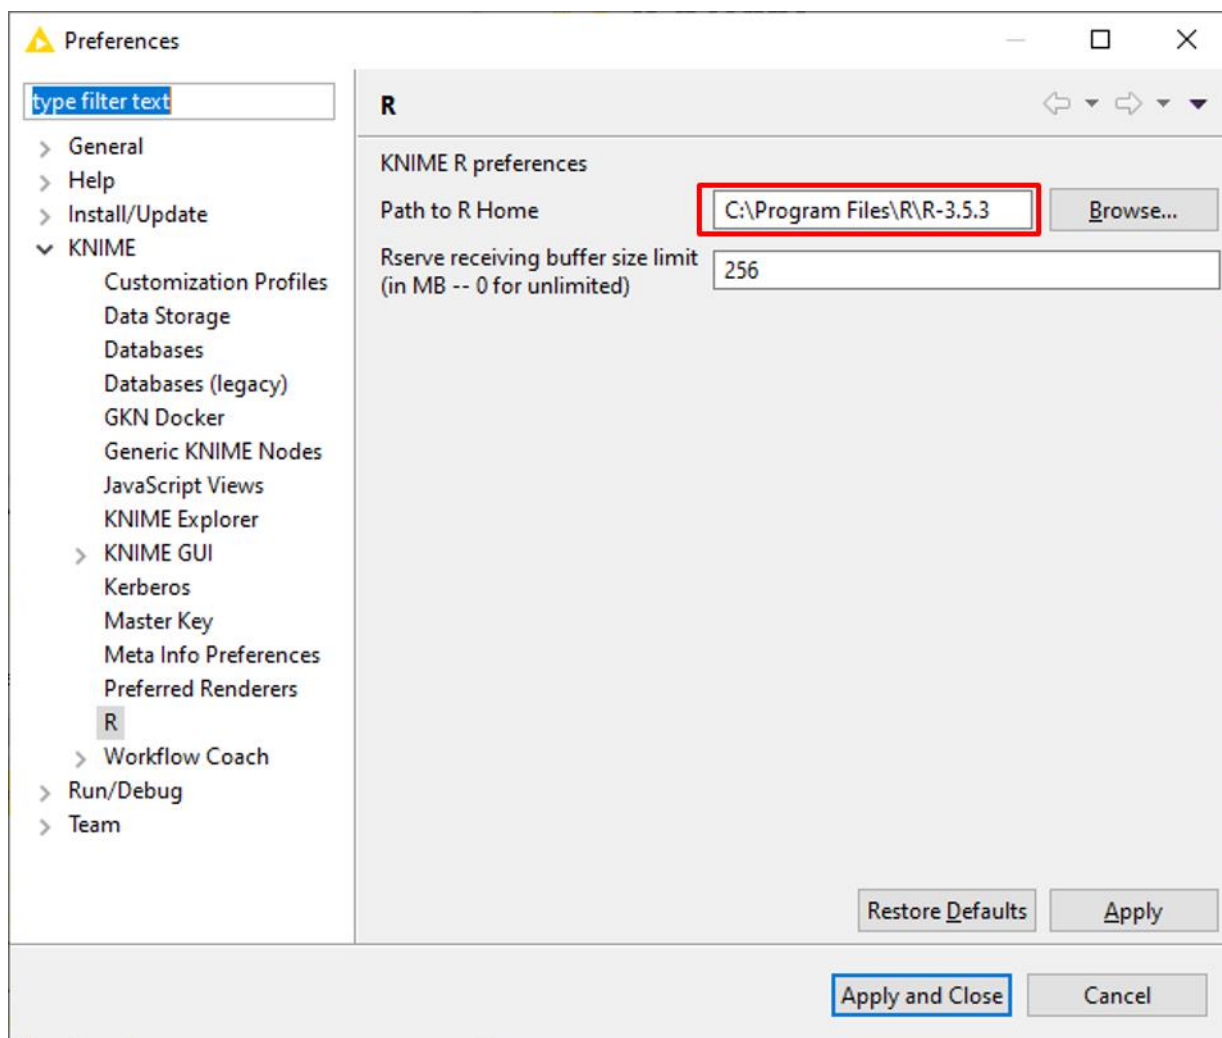 Preferences
type filter text
General
Help
Install/Update
KNIME
Customization Profiles
Data Storage
Databases
Databases (legacy)
GKN Docker
Generic KNIME Nodes
JavaScript Views
KNIME Explorer
KNIME GUI
Kerberos
Master Key
Meta Info Preferences
Preferred Renderers
R
Workflow Coach
Run/Debug
Team
R
KNIME R preferences
Path to R Home C:\Program Files\R\R-3.5.3 Browse...
Rserve receiving buffer size limit
(in MB -- 0 for unlimited) 256
Restore Defaults Apply
Apply and Close Cancel